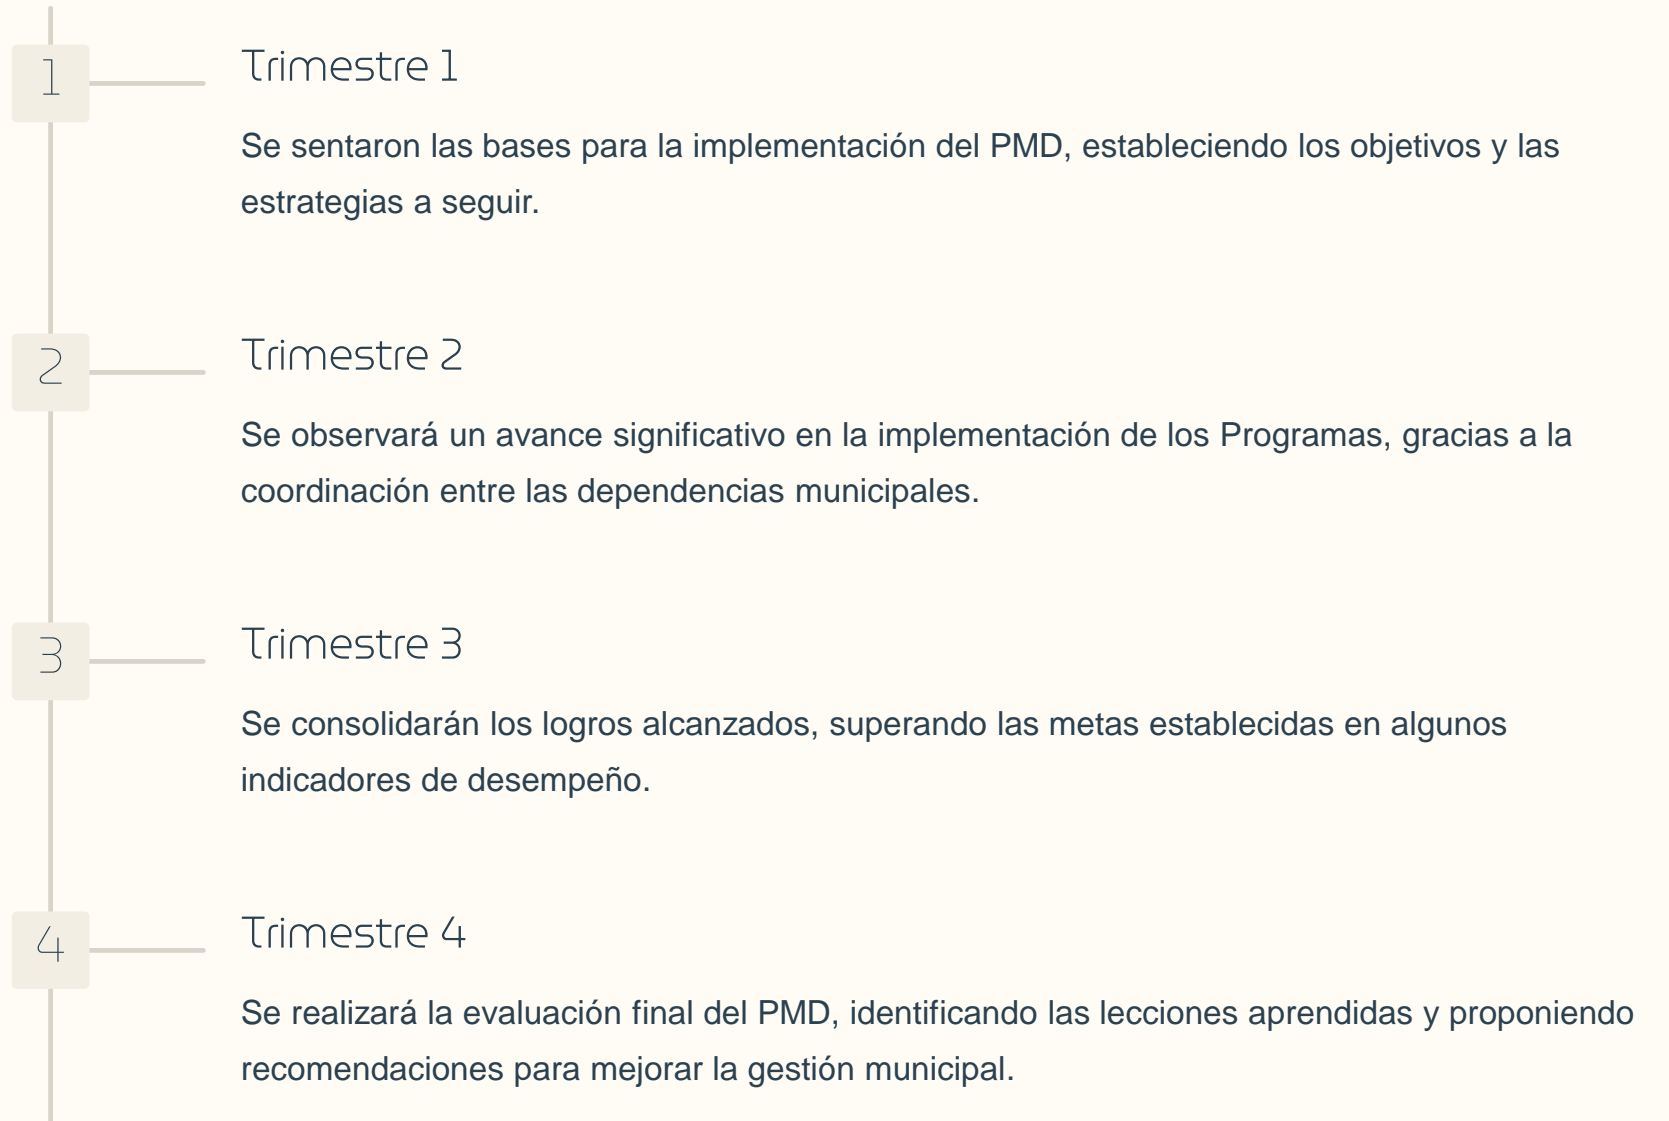 1
Trimestre 1
Se sentaron las bases para la implementación del PMD, estableciendo los objetivos y las
estrategias a seguir.
2
Trimestre 2
Se observará un avance significativo en la implementación de los Programas, gracias a la
coordinación entre las dependencias municipales.
3
Trimestre 3
Se consolidarán los logros alcanzados, superando las metas establecidas en algunos
indicadores de desempeño.
4
Trimestre 4
Se realizará la evaluación final del PMD, identificando las lecciones aprendidas y proponiendo
recomendaciones para mejorar la gestión municipal.